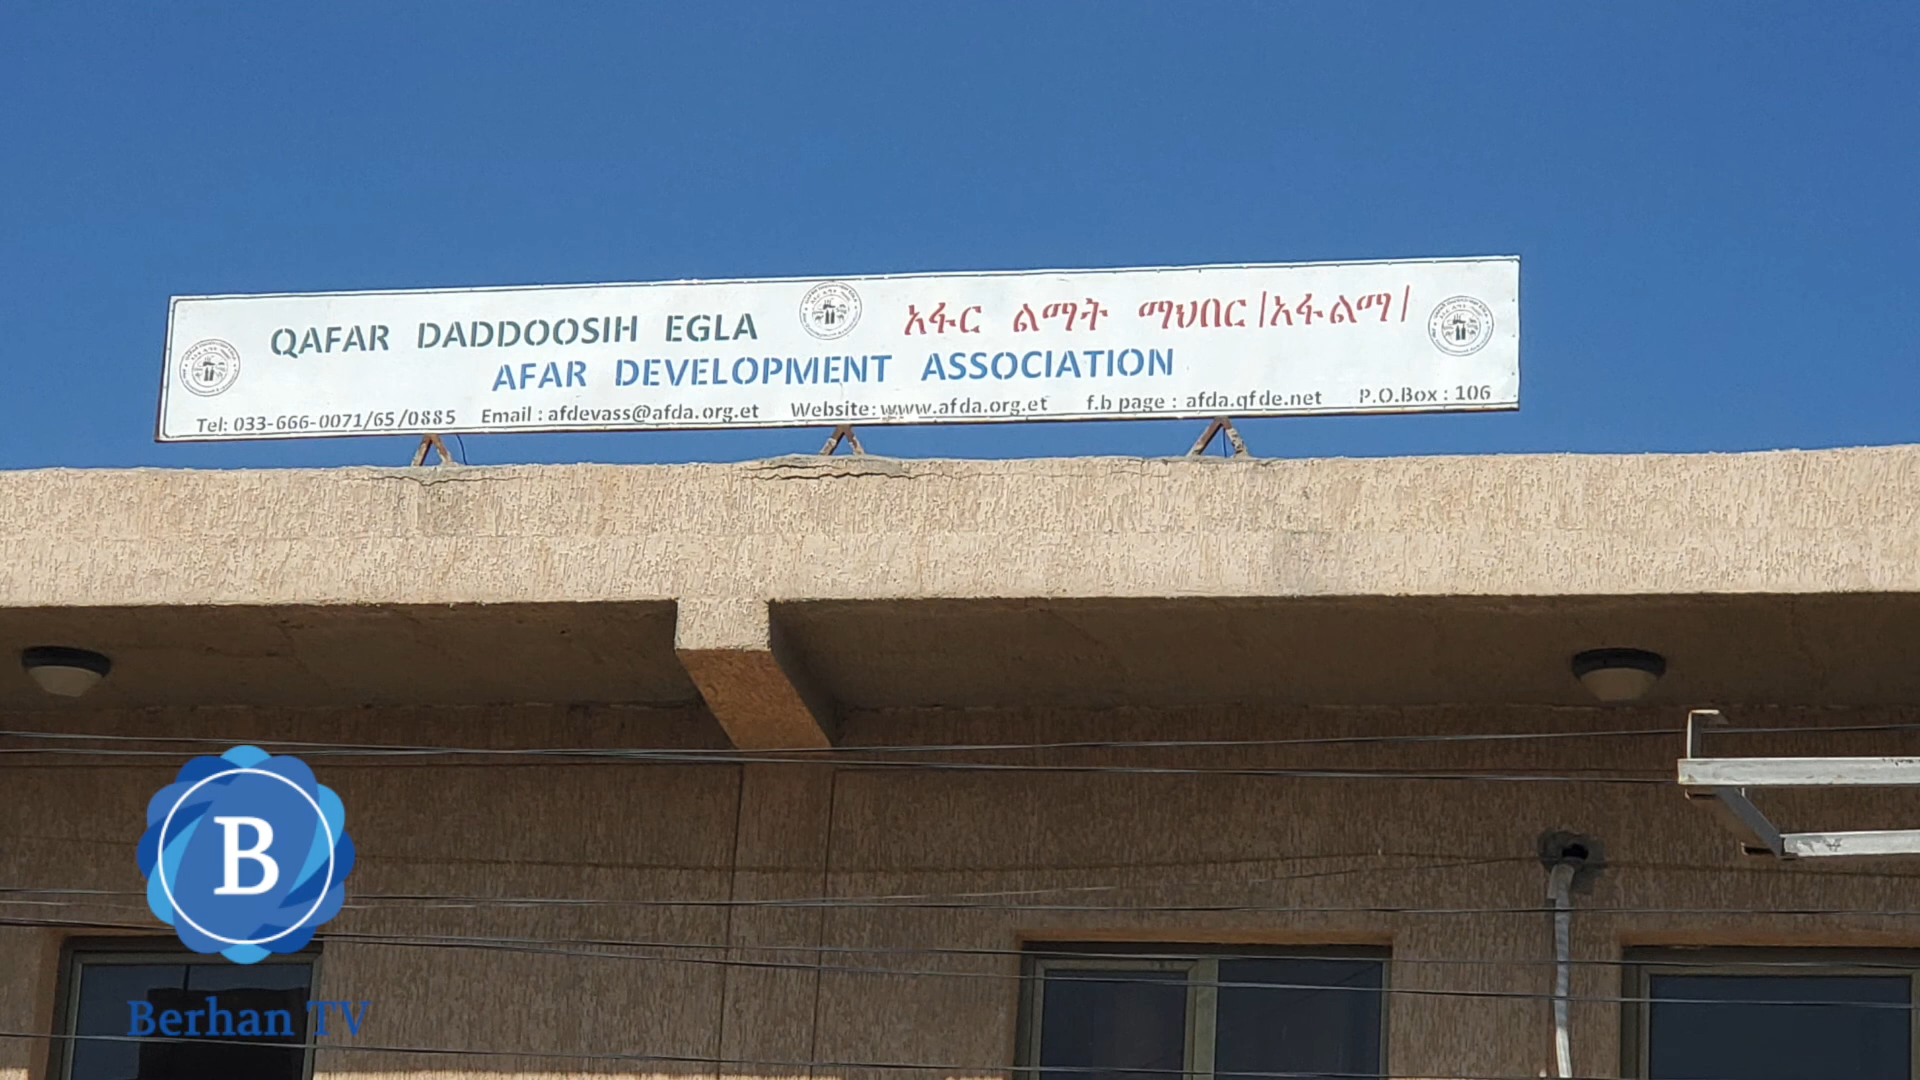 QAFAR DADDOOSIH EGLA
አፋር ልማት ማህበር /አፋልማ/
AFAR DEVELOPMENT ASSOCIATION
Tel: 033-666-0071/65/0885 Email : afdevass@afda.org.et Website: www.afda.org.et f.b page : afda.qfde.net P.O.Box : 106
B
Berhan TV